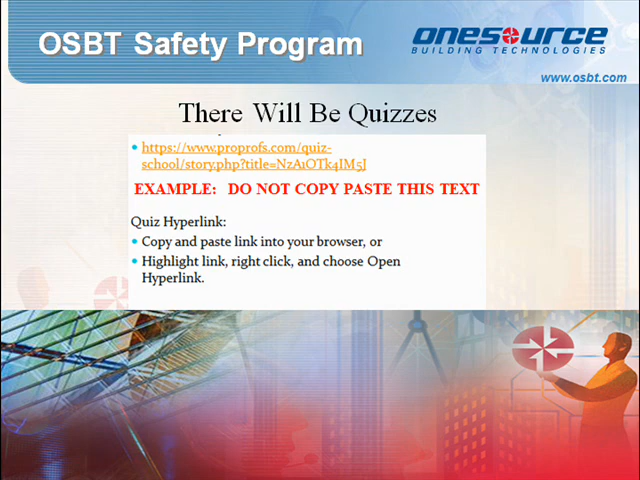 OSBT Safety Program
ONESOURCE
BUILDING TECHNOLOGIES
www.osbt.com
There Will Be Quizzes
https://www.proprofs.com/quiz-
school/story.php?title=NzA1OTk4IM5J
EXAMPLE: DO NOT COPY PASTE THIS TEXT
Quiz Hyperlink:
• Copy and paste link into your browser, or
• Highlight link, right click, and choose Open
Hyperlink.